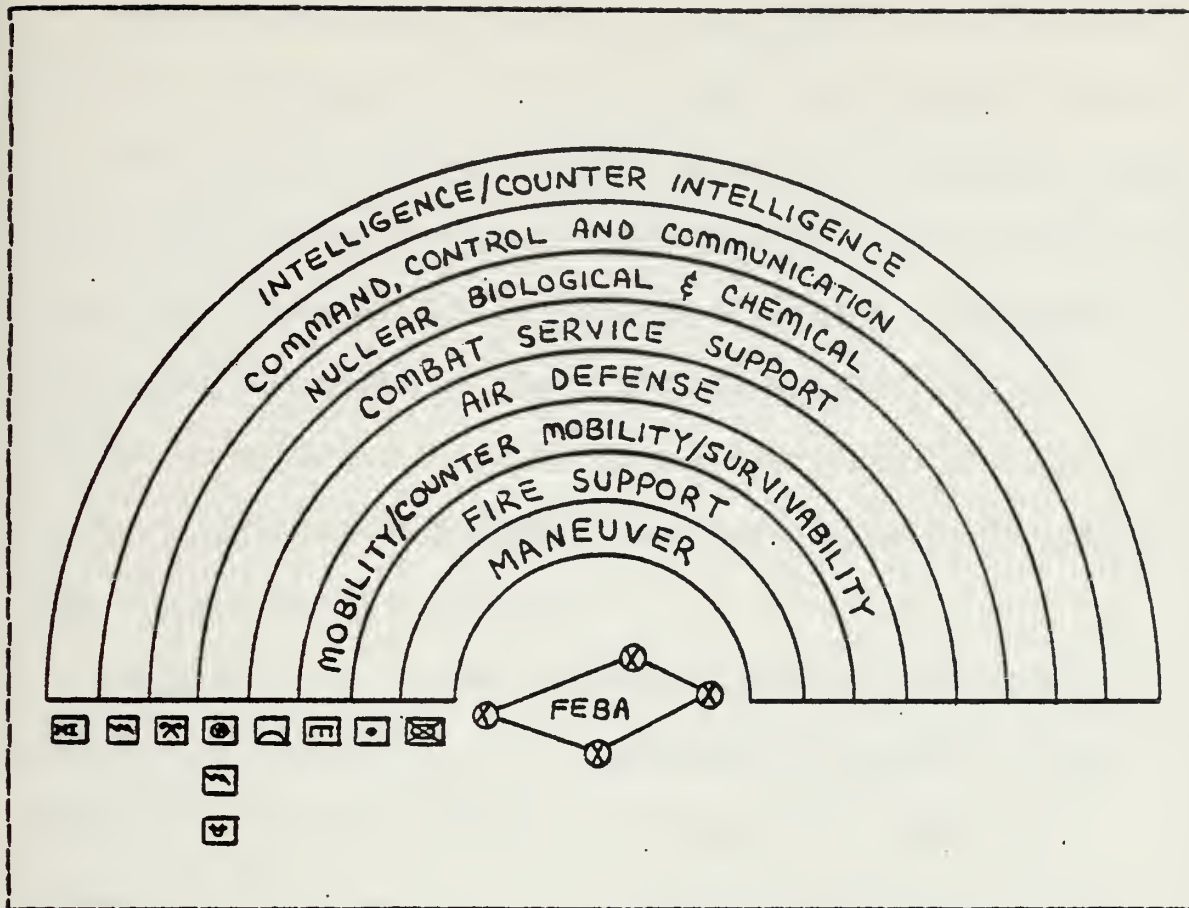 INTELLIGENCE/COUNTER INTELLIGENCE
COMMAND, CONTROL AND COMMUNICATION
NUCLEAR BIOLOGICAL & CHEMICAL
COMBAT SERVICE SUPPORT
AIR DEFENSE
MOBILITY/COUNTER MOBILITY/SURVIVABILITY
FIRE SUPPORT
MANEUVER
FEBA